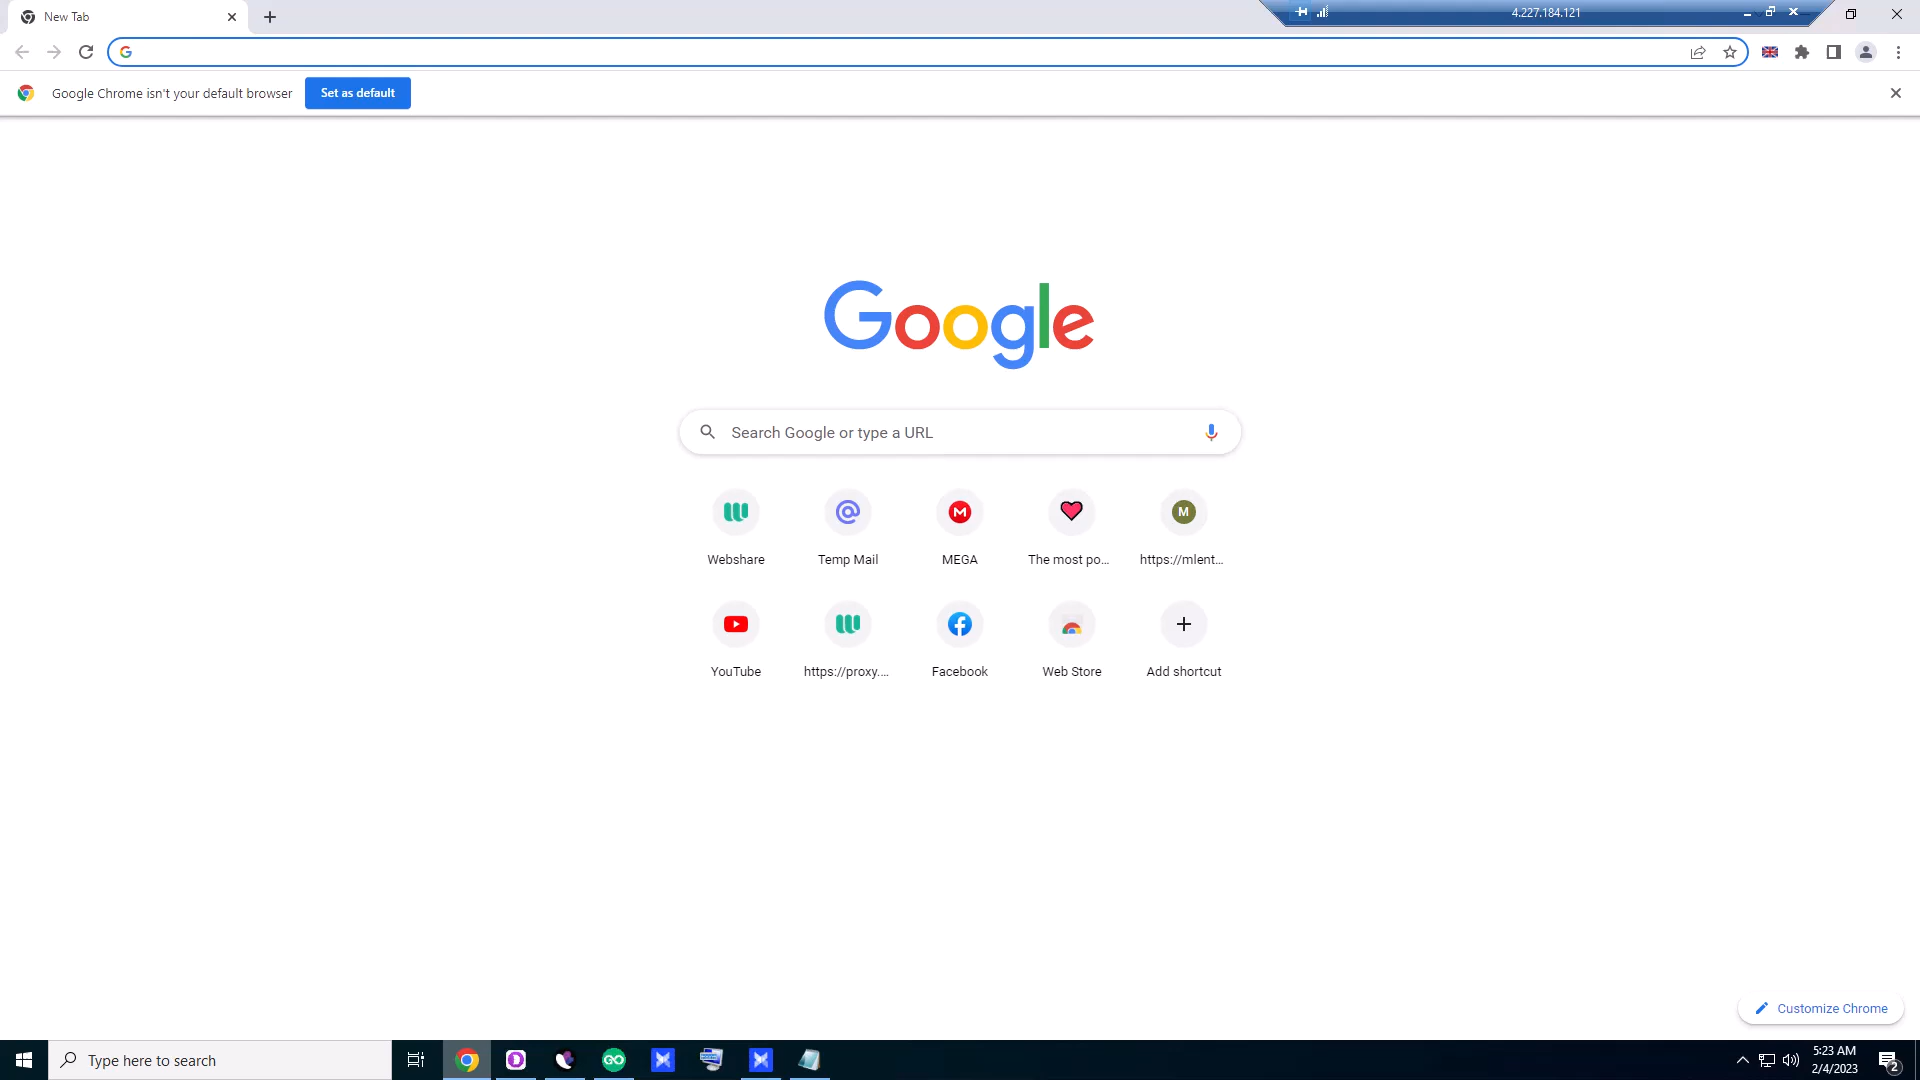 New Tab
4.227.184.121
Google Chrome isn't your default browser
Set as default
Google
Search Google or type a URL
Webshare
Temp Mail
MEGA
The most po...
https://mlent...
YouTube
https://proxy....
Facebook
Web Store
Add shortcut
Customize Chrome
Type here to search
5:23 AM
2/4/2023
2